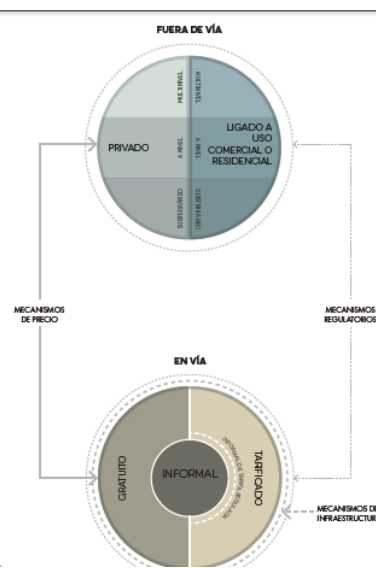 FUERA DE VÍA
MULTINIVEL
MULTINIVEL
PRIVADO
A NIVEL
A NIVEL
LIGADO A
USO
COMERCIAL O
RESIDENCIAL
SUBTERRÁNEO
MECANISMOS
DE PRECIO
MECANISMOS
REGULATORIOS
EN VÍA
GRATUITO
INFORMAL
TARIFICADO
MECANISMOS DE
INFRAESTRUCTUR